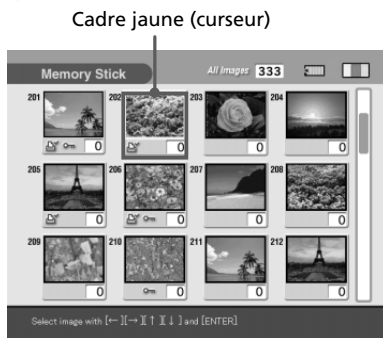 Cadre jaune (curseur)
Memory Stick All Images 333
201 202 203 204
0 0 0 0
205 206 207 208
0 0 0 0
209 210 211 212
0 0 0 0
Select image with [←][→][↑][↓] and [ENTER]